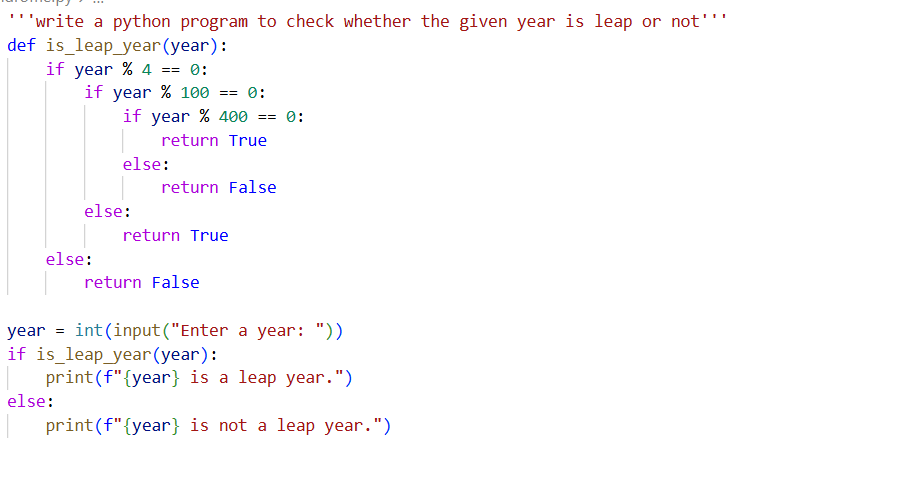 '''write a python program to check whether the given year is leap or not'''
def is_leap_year(year):
    if year % 4 == 0:
        if year % 100 == 0:
            if year % 400 == 0:
                return True
            else:
                return False
        else:
            return True
    else:
        return False

year = int(input("Enter a year: "))
if is_leap_year(year):
    print(f"{year} is a leap year.")
else:
    print(f"{year} is not a leap year.")